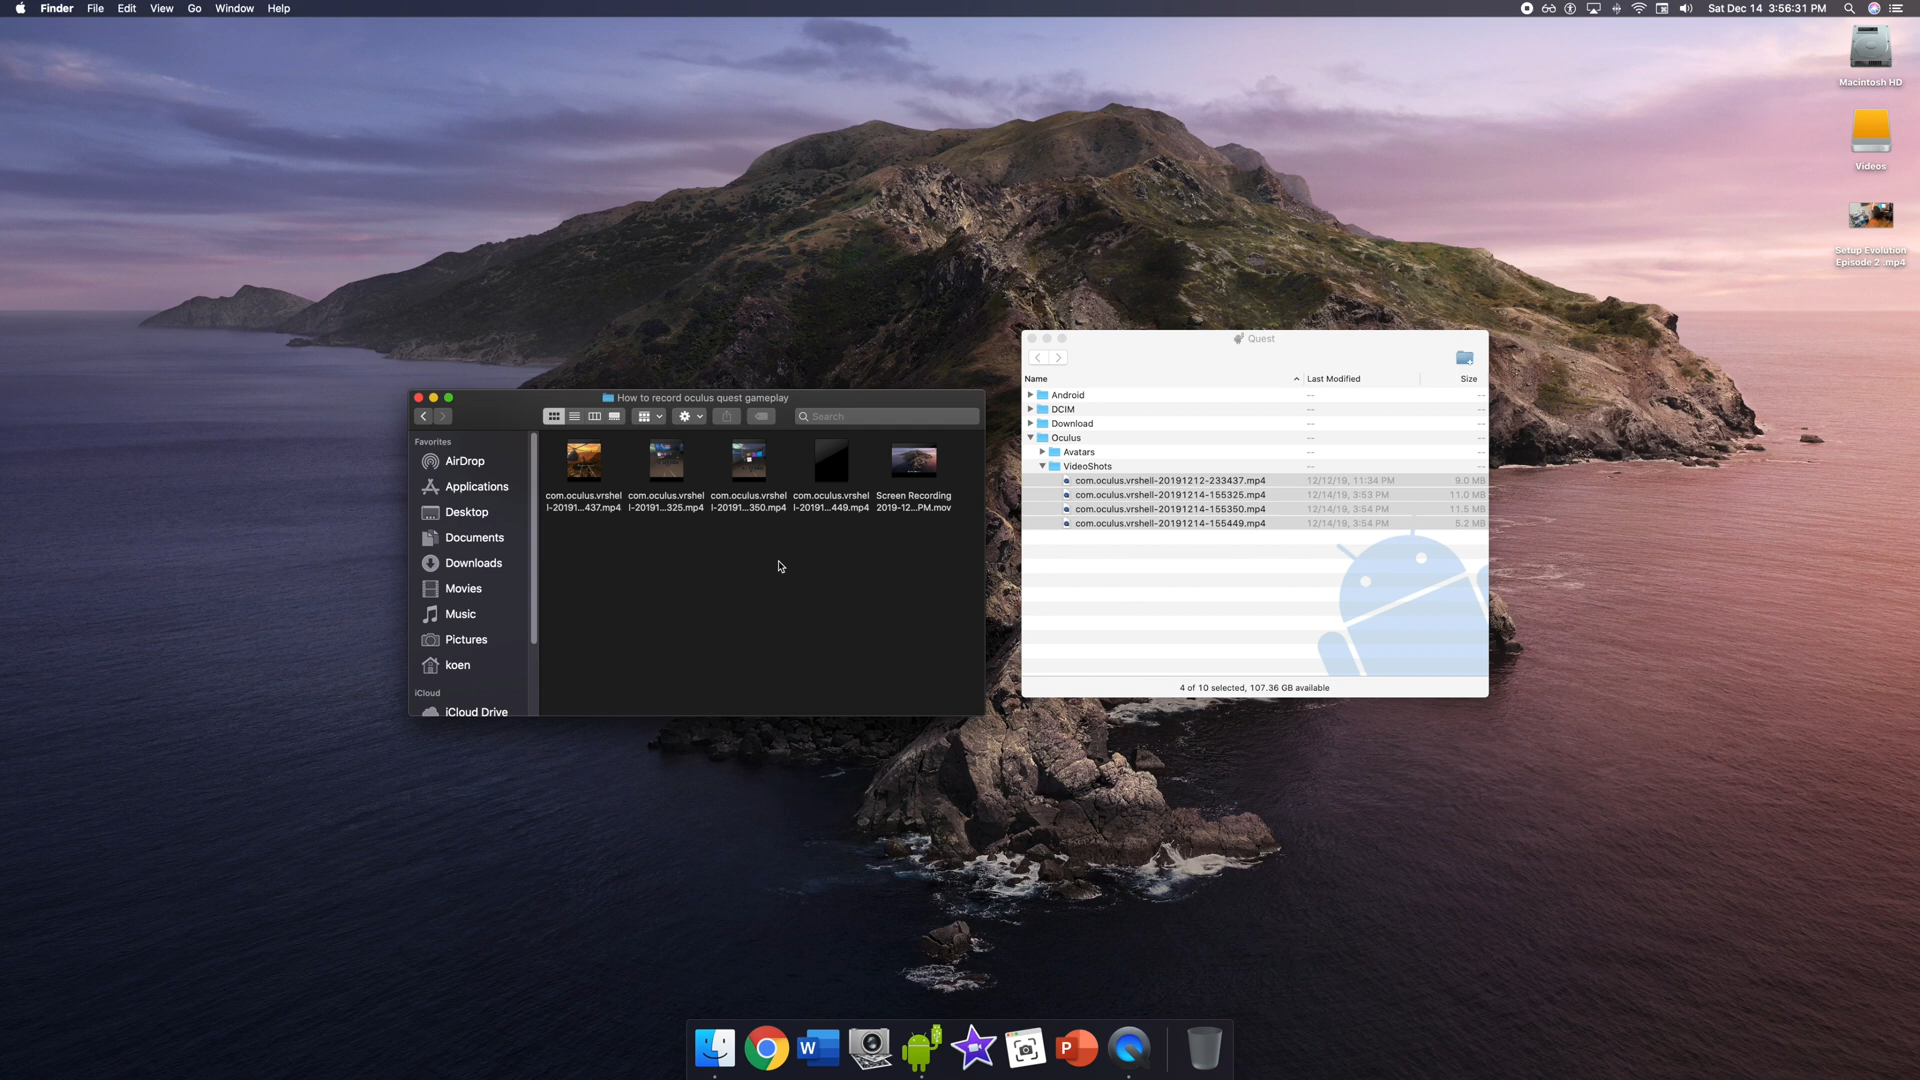 Finder File Edit View Go Window Help
Sat Dec 14 3:56:31 PM
Macintosh HD
Videos
Setup Evolution
Episode 2 .mp4
How to record oculus quest gameplay
Search
Favorites
AirDrop
Applications
Desktop
Documents
Downloads
Movies
Music
Pictures
koen
iCloud
iCloud Drive
com.oculus.vrshel
l-20191...437.mp4
com.oculus.vrshel
l-20191...325.mp4
com.oculus.vrshel
l-20191...350.mp4
com.oculus.vrshel
l-20191...449.mp4
Screen Recording
2019-12...PM.mov
Quest
Name Last Modified Size
Android -- --
DCIM -- --
Download -- --
Oculus -- --
Avatars -- --
VideoShots -- --
com.oculus.vrshell-20191212-233437.mp4 12/12/19, 11:34 PM 9.0 MB
com.oculus.vrshell-20191214-155325.mp4 12/14/19, 3:53 PM 11.0 MB
com.oculus.vrshell-20191214-155350.mp4 12/14/19, 3:54 PM 11.5 MB
com.oculus.vrshell-20191214-155449.mp4 12/14/19, 3:54 PM 5.2 MB
4 of 10 selected, 107.36 GB available
W
P